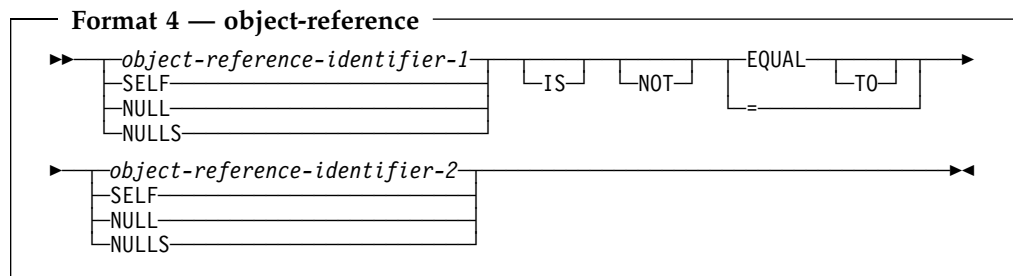 Format 4 — object-reference
object-reference-identifier-1 IS NOT EQUAL TO
SELF =
NULL
NULLS
object-reference-identifier-2
SELF
NULL
NULLS